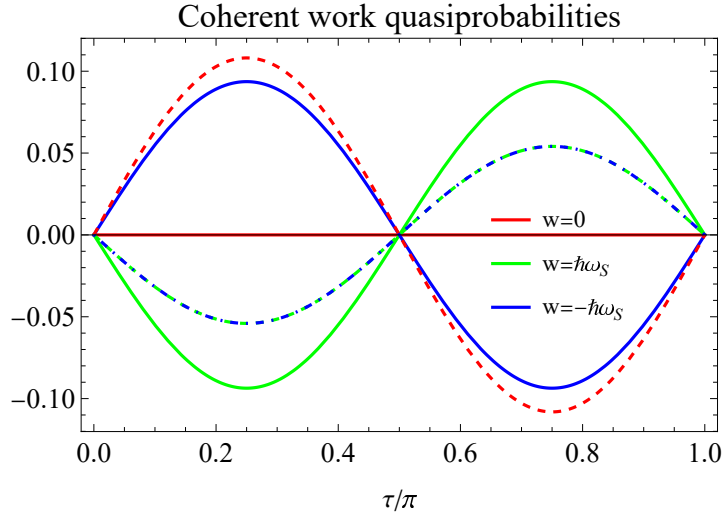 Coherent work quasiprobabilities
0.10
0.05
0.00
-0.05
-0.10
w=0
w=ℏω_S
w=-ℏω_S
0.0 0.2 0.4 0.6 0.8 1.0
τ/π